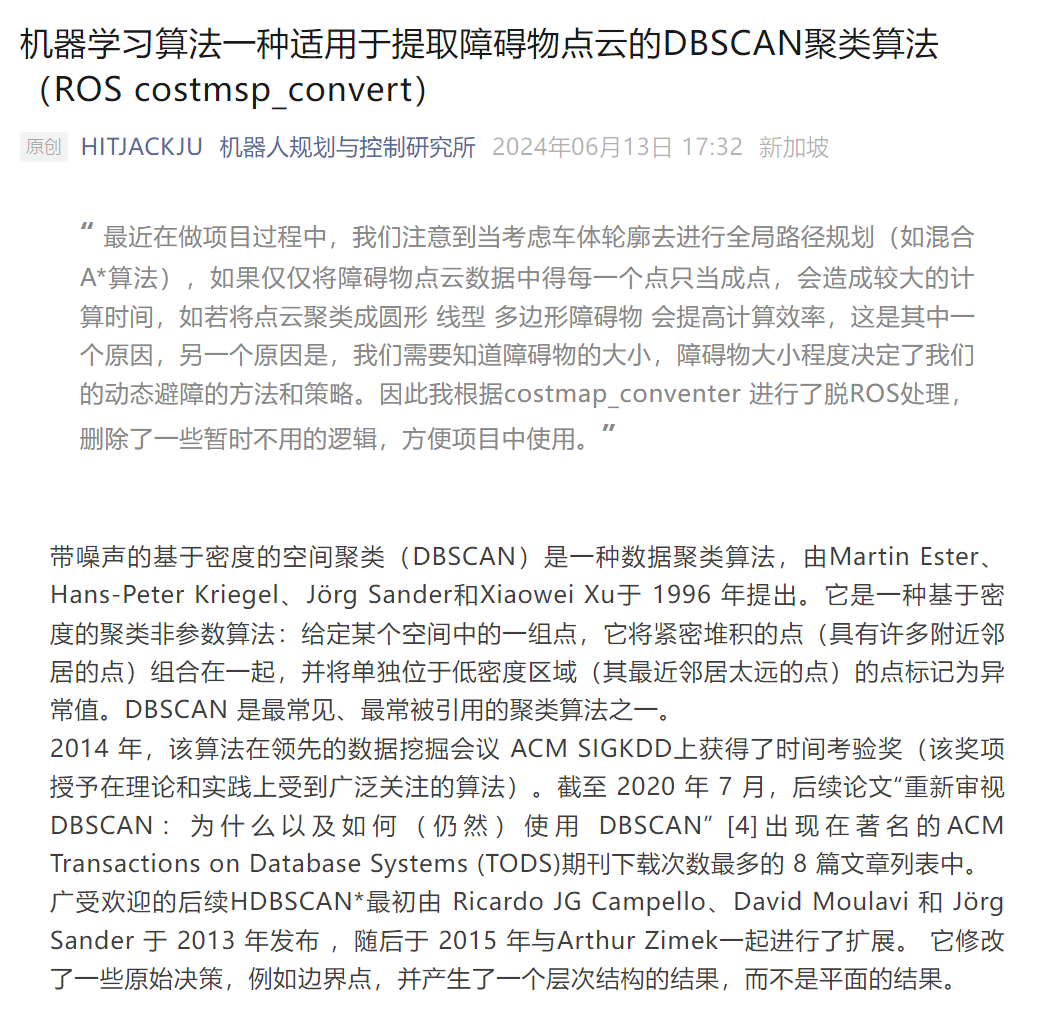 机器学习算法一种适用于提取障碍物点云的DBSCAN聚类算法
（ROS costmsp_convert）
原创 HITJACKJU 机器人规划与控制研究所 2024年06月13日 17:32 新加坡
“ 最近在做项目过程中，我们注意到当考虑车体轮廓去进行全局路径规划（如混合
A*算法），如果仅仅将障碍物点云数据中得每一个点只当成点，会造成较大的计
算时间，如若将点云聚类成圆形 线型 多边形障碍物 会提高计算效率，这是其中一
个原因，另一个原因是，我们需要知道障碍物的大小，障碍物大小程度决定了我们
的动态避障的方法和策略。因此我根据costmap_conventer 进行了脱ROS处理，
删除了一些暂时不用的逻辑，方便项目中使用。”
带噪声的基于密度的空间聚类（DBSCAN）是一种数据聚类算法，由Martin Ester、
Hans-Peter Kriegel、Jörg Sander和Xiaowei Xu于 1996 年提出。它是一种基于密
度的聚类非参数算法：给定某个空间中的一组点，它将紧密堆积的点（具有许多附近邻
居的点）组合在一起，并将单独位于低密度区域（其最近邻居太远的点）的点标记为异
常值。DBSCAN 是最常见、最常被引用的聚类算法之一。
2014 年，该算法在领先的数据挖掘会议 ACM SIGKDD上获得了时间考验奖（该奖项
授予在理论和实践上受到广泛关注的算法）。截至 2020 年 7 月，后续论文“重新审视
DBSCAN：为什么以及如何（仍然）使用 DBSCAN” [4]出现在著名的ACM
Transactions on Database Systems (TODS)期刊下载次数最多的 8 篇文章列表中。
广受欢迎的后续HDBSCAN*最初由 Ricardo JG Campello、David Moulavi 和 Jörg
Sander 于 2013 年发布 ，随后于 2015 年与Arthur Zimek一起进行了扩展。 它修改
了一些原始决策，例如边界点，并产生了一个层次结构的结果，而不是平面的结果。